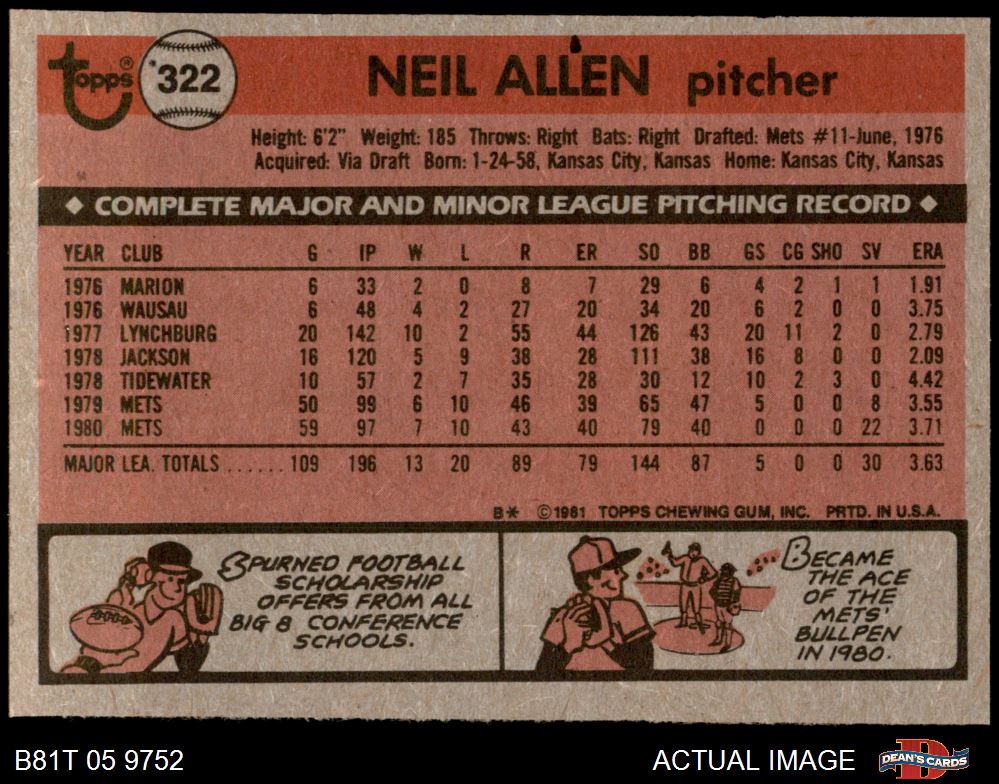 topps® 322 NEIL ALLEN pitcher
Height: 6'2" Weight: 185 Throws: Right Bats: Right Drafted: Mets #11-June, 1976
Acquired: Via Draft Born: 1-24-58, Kansas City, Kansas Home: Kansas City, Kansas
◆ COMPLETE MAJOR AND MINOR LEAGUE PITCHING RECORD ◆
YEAR CLUB G IP W L R ER SO BB GS CG SHO SV ERA
1976 MARION 6 33 2 0 8 7 29 6 4 2 1 1 1.91
1976 WAUSAU 6 48 4 2 27 20 34 20 6 2 0 0 3.75
1977 LYNCHBURG 20 142 10 2 55 44 126 43 20 11 2 0 2.79
1978 JACKSON 16 120 5 9 38 28 111 38 16 8 0 0 2.09
1978 TIDEWATER 10 57 2 7 35 28 30 12 10 2 3 0 4.42
1979 METS 50 99 6 10 46 39 65 47 5 0 0 8 3.55
1980 METS 59 97 7 10 43 40 79 40 0 0 0 22 3.71
MAJOR LEA. TOTALS ...... 109 196 13 20 89 79 144 87 5 0 0 30 3.63
B* ©1981 TOPPS CHEWING GUM, INC. PRTD. IN U.S.A.
SPURNED FOOTBALL
SCHOLARSHIP
OFFERS FROM ALL
BIG 8 CONFERENCE
SCHOOLS.
BECAME
THE ACE
OF THE
METS'
BULLPEN
IN 1980.
B81T 05 9752 ACTUAL IMAGE DEAN'S CARDS